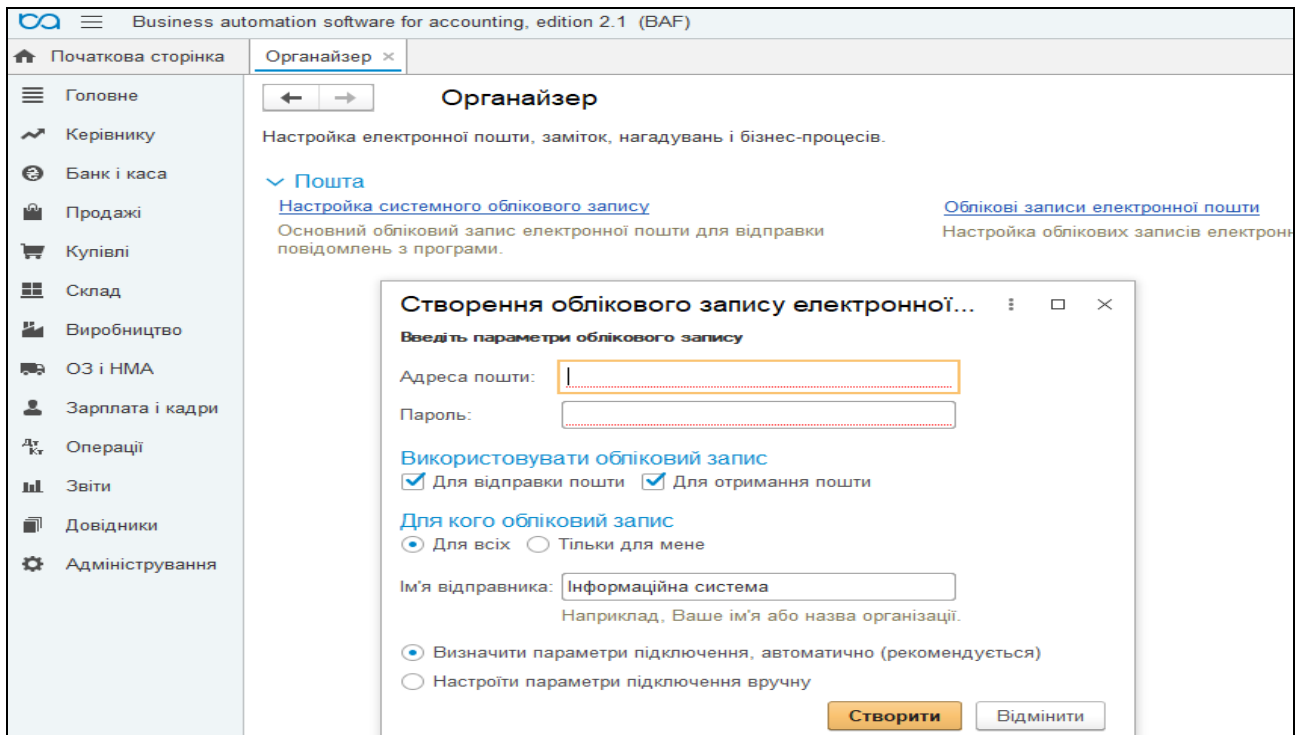 Business automation software for accounting, edition 2.1 (BAF)
Початкова сторінка
Органайзер
Головне
Керівнику
Банк і каса
Продажі
Купівлі
Склад
Виробництво
ОЗ і НМА
Зарплата і кадри
Операції
Звіти
Довідники
Адміністрування
Органайзер
Настройка електронної пошти, заміток, нагадувань і бізнес-процесів.
Пошта
Настройка системного облікового запису
Основний обліковий запис електронної пошти для відправки
повідомлень з програми.
Облікові записи електронної пошти
Настройка облікових записів електронн
Створення облікового запису електронної...
Введіть параметри облікового запису
Адреса пошти:
Пароль:
Використовувати обліковий запис
Для відправки пошти Для отримання пошти
Для кого обліковий запис
Для всіх Тільки для мене
Ім'я відправника: Інформаційна система
Наприклад, Ваше ім'я або назва організації.
Визначити параметри підключення, автоматично (рекомендується)
Настроїти параметри підключення вручну
Створити Відмінити